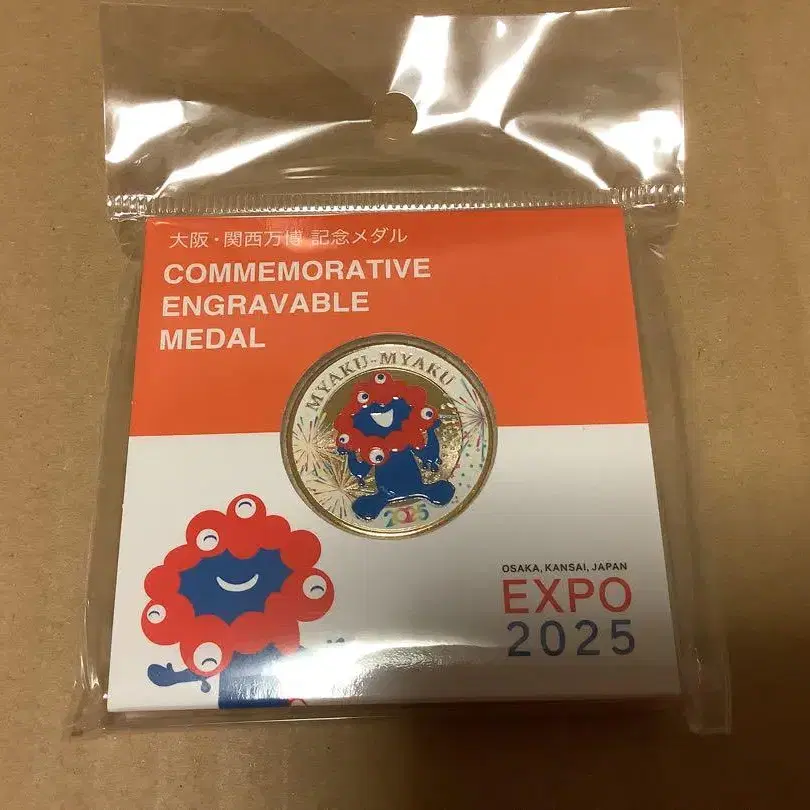 大阪・関西万博 記念メダル
COMMEMORATIVE
ENGRAVABLE
MEDAL
MYAKU-MYAKU
2025
OSAKA, KANSAI, JAPAN
EXPO
2025